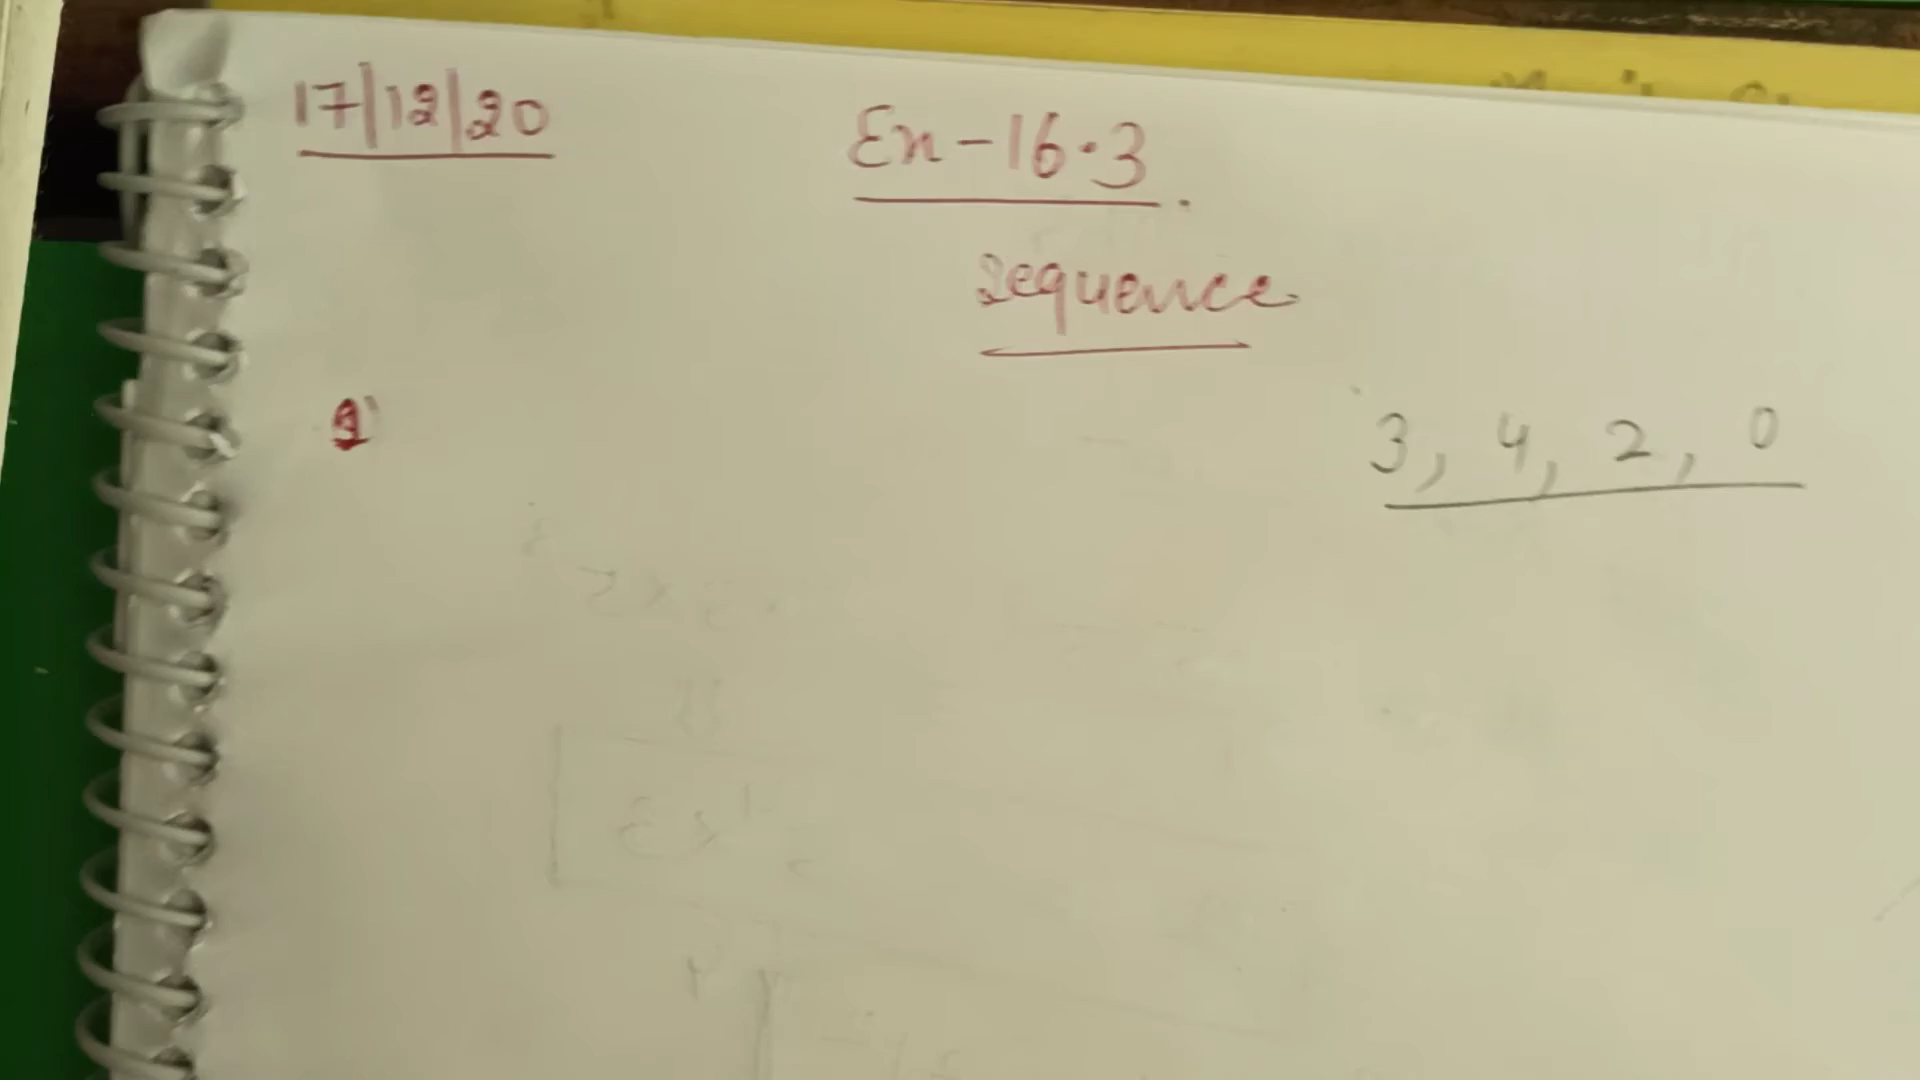 17/12/20
Ex-16.3.
Sequence
3, 4, 2, 0